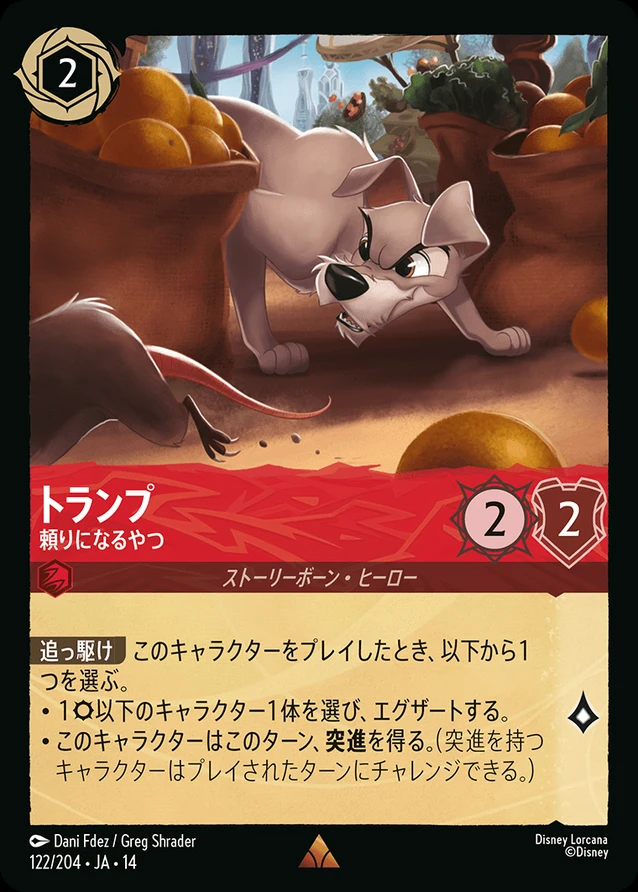 2
トランプ
頼りになるやつ
2
2
ストーリーボーン・ヒーロー
追っ駆け このキャラクターをプレイしたとき、以下から1
つを選ぶ。
• 1以下のキャラクター1体を選び、エグザートする。
• このキャラクターはこのターン、突進を得る。(突進を持つ
キャラクターはプレイされたターンにチャレンジできる。)
Dani Fdez / Greg Shrader
122/204 • JA • 14
Disney Lorcana
©Disney